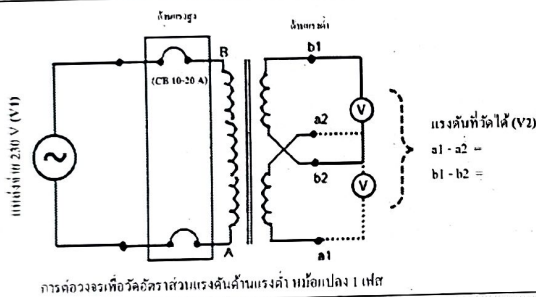 ด้านแรงสูง
ด้านแรงต่ำ
B
b1
(CB 10-20 A)
V
แหล่งจ่าย 230 V (V1)
a2
แรงดันที่วัดได้ (V2)
a1 - a2 =
b2
b1 - b2 =
V
A
a1
การต่อวงจรเพื่อวัดอัตราส่วนแรงดันด้านแรงต่ำ หม้อแปลง 1 เฟส